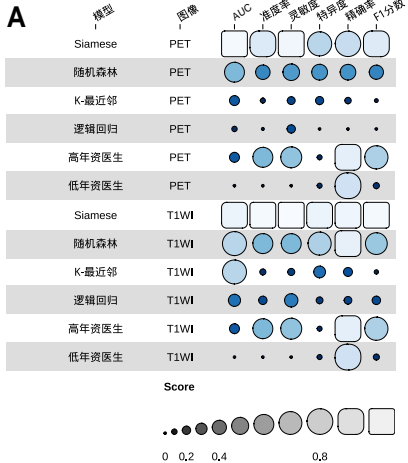 A
模型 图像 AUC 准度率 灵敏度 特异度 精确率 F1分数
Siamese PET
随机森林 PET
K-最近邻 PET
逻辑回归 PET
高年资医生 PET
低年资医生 PET
Siamese T1WI
随机森林 T1WI
K-最近邻 T1WI
逻辑回归 T1WI
高年资医生 T1WI
低年资医生 T1WI
Score
0 0.2 0.4 0.8